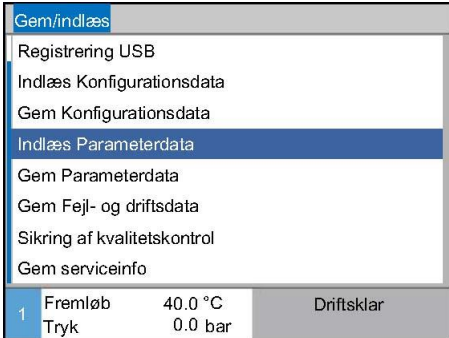 Gem/indlæs
Registrering USB
Indlæs Konfigurationsdata
Gem Konfigurationsdata
Indlæs Parameterdata
Gem Parameterdata
Gem Fejl- og driftsdata
Sikring af kvalitetskontrol
Gem serviceinfo
1 Fremløb 40.0 °C Driftsklar
Tryk 0.0 bar